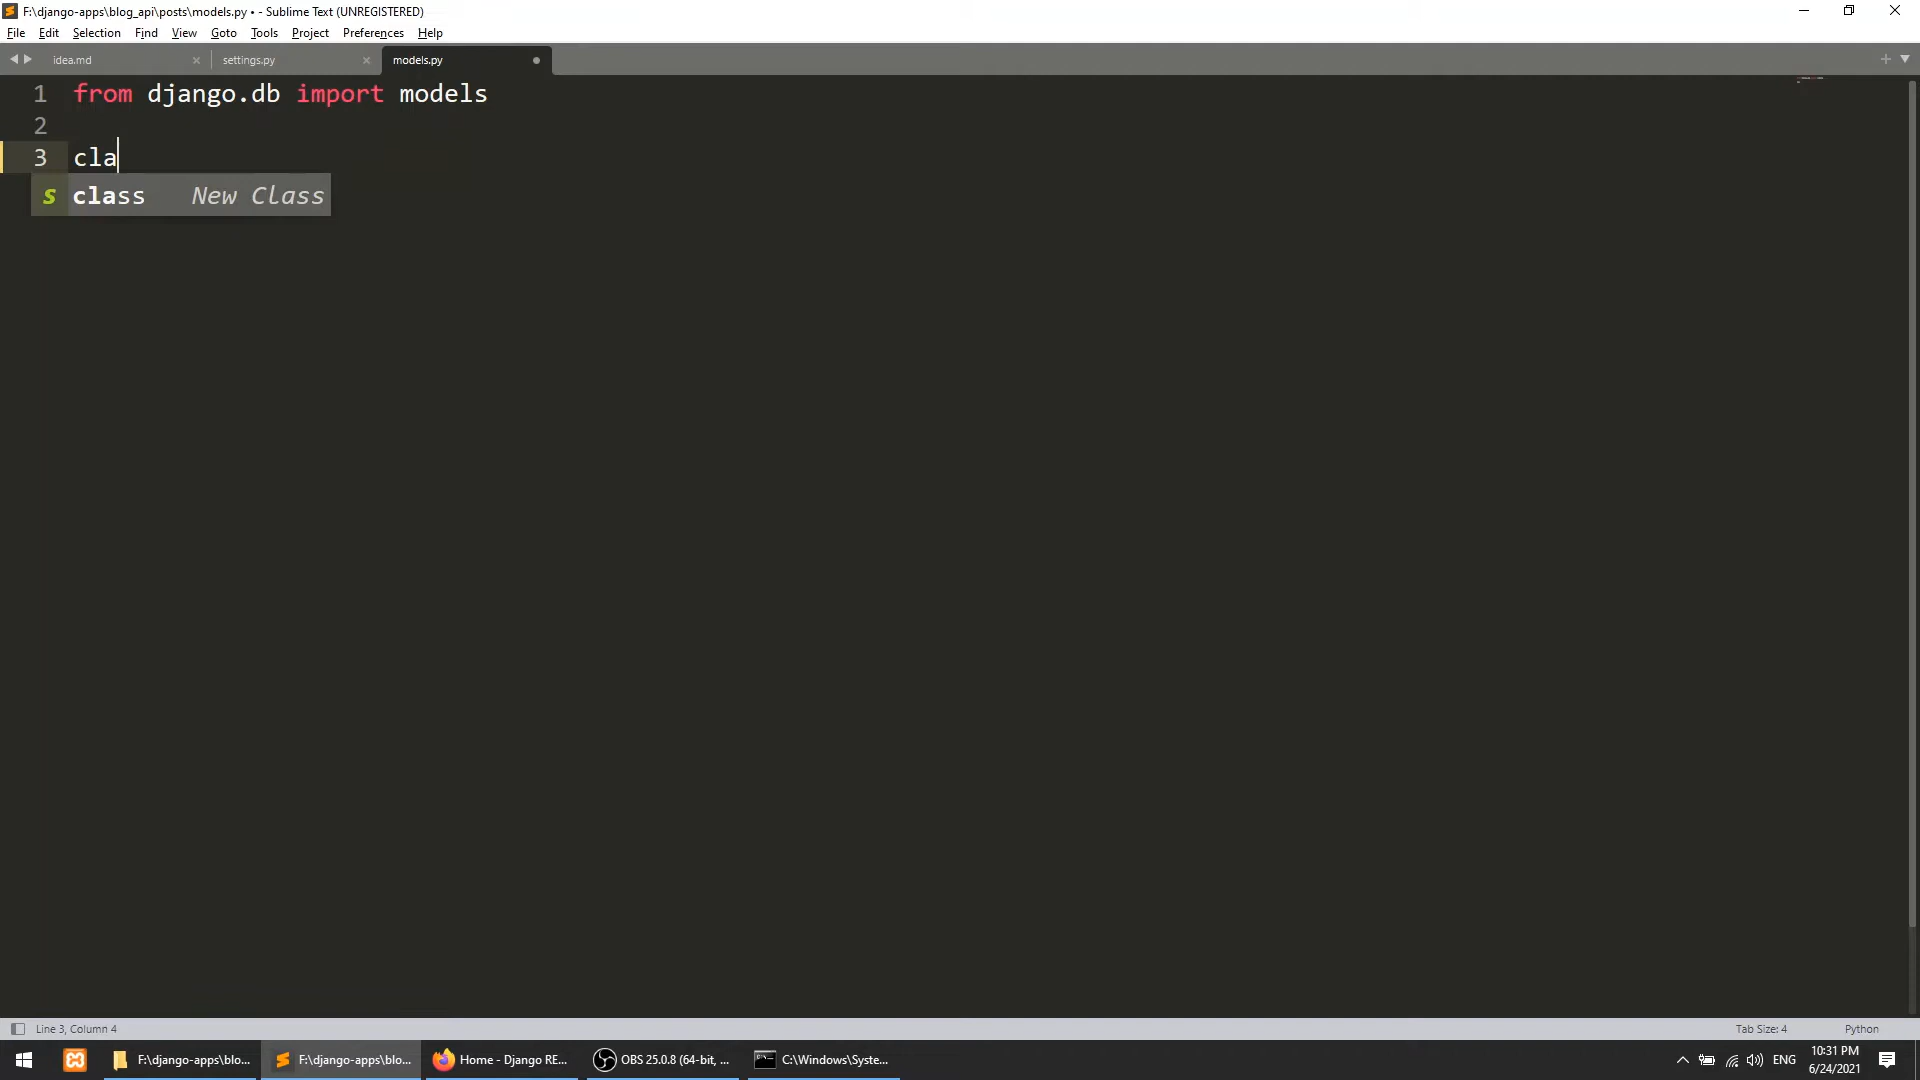 F:\django-apps\blog_api\posts\models.py • - Sublime Text (UNREGISTERED)
File Edit Selection Find View Goto Tools Project Preferences Help
idea.md × settings.py × models.py
1 from django.db import models
2
3 cla
s class New Class
Line 3, Column 4 Tab Size: 4 Python
F:\django-apps\blo... F:\django-apps\blo... Home - Django RE... OBS 25.0.8 (64-bit, ... C:\Windows\Syste... ENG 10:31 PM
6/24/2021